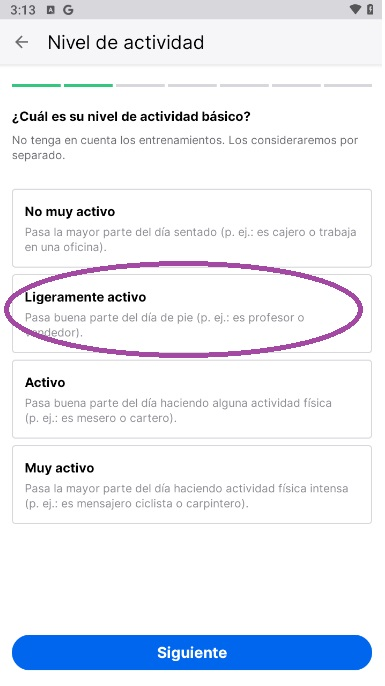 3:13 A G
Nivel de actividad
¿Cuál es su nivel de actividad básico?
No tenga en cuenta los entrenamientos. Los consideraremos por
separado.
No muy activo
Pasa la mayor parte del día sentado (p. ej.: es cajero o trabaja
en una oficina).
Ligeramente activo
Pasa buena parte del día de pie (p. ej.: es profesor o
vendedor).
Activo
Pasa buena parte del día haciendo alguna actividad física
(p. ej.: es mesero o cartero).
Muy activo
Pasa la mayor parte del día haciendo actividad física intensa
(p. ej.: es mensajero ciclista o carpintero).
Siguiente